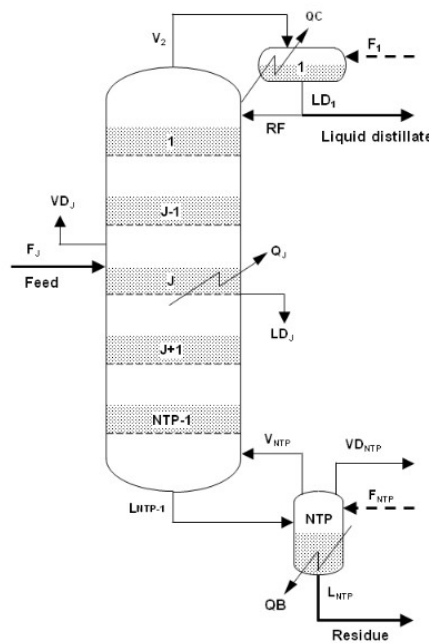 QC
V2
F1
1
LD1
RF
Liquid distillate
1
VDJ
J-1
FJ
QJ
Feed
J
LDJ
J+1
NTP-1
VNTP
VDNTP
LNTP-1
NTP
FNTP
QB
LNTP
Residue